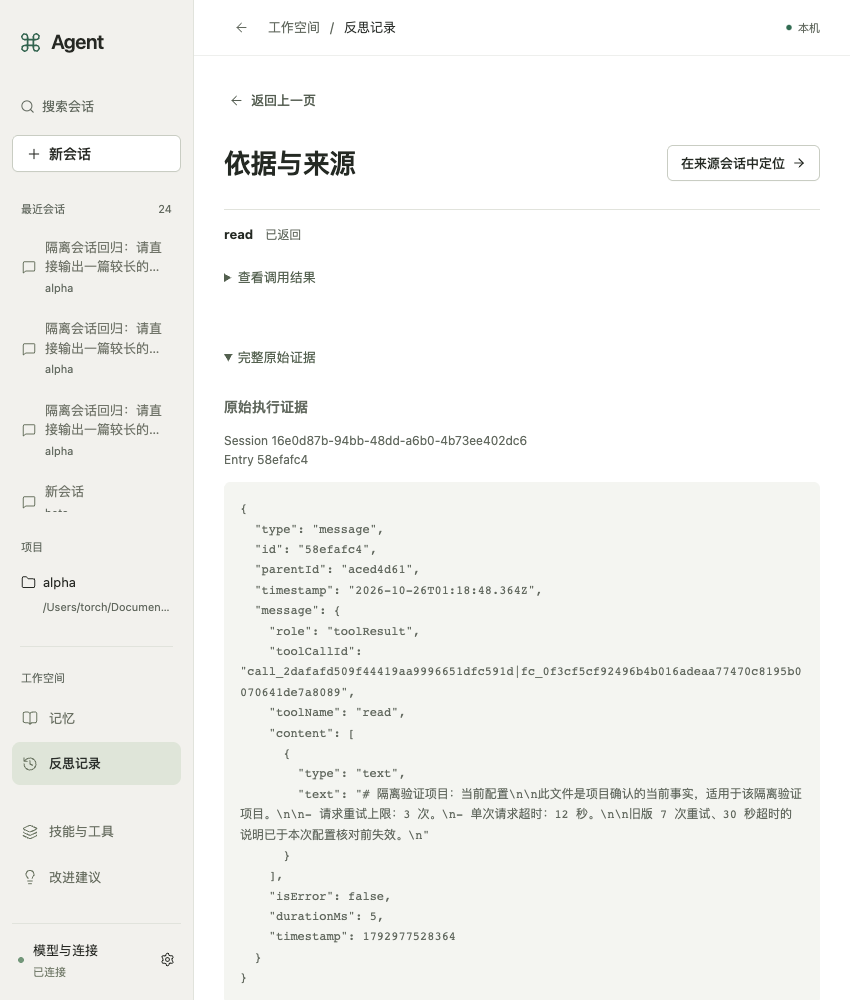 Agent
搜索会话
新会话
最近会话 24
隔离会话回归：请直
接输出一篇较长的...
alpha
隔离会话回归：请直
接输出一篇较长的...
alpha
隔离会话回归：请直
接输出一篇较长的...
alpha
新会话
项目
alpha
/Users/torch/Documen...
工作空间
记忆
反思记录
技能与工具
改进建议
模型与连接
已连接
工作空间 / 反思记录
本机
返回上一页
依据与来源
在来源会话中定位
read 已返回
查看调用结果
完整原始证据
原始执行证据
Session 16e0d87b-94bb-48dd-a6b0-4b73ee402dc6
Entry 58efafc4
{
"type": "message",
"id": "58efafc4",
"parentId": "aced4d61",
"timestamp": "2026-10-26T01:18:48.364Z",
"message": {
"role": "toolResult",
"toolCallId":
"call_2dafafd509f44419aa9996651dfc591d|fc_0f3cf5cf92496b4b016adeaa77470c8195b0
070641de7a8089",
"toolName": "read",
"content": [
{
"type": "text",
"text": "# 隔离验证项目：当前配置\n\n此文件是项目确认的当前事实，适用于该隔离验证
项目。\n\n- 请求重试上限：3 次。\n- 单次请求超时：12 秒。\n\n旧版 7 次重试、30 秒超时的
说明已于本次配置核对前失效。\n"
}
],
"isError": false,
"durationMs": 5,
"timestamp": 1792977528364
}
}